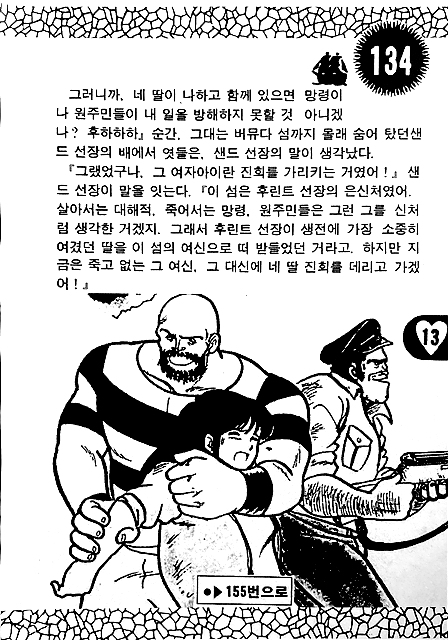 134
그러니까, 네 딸이 나하고 함께 있으면 망령이
나 원주민들이 내 일을 방해하지 못할 것 아니겠
나? 후하하하』 순간, 그대는 버뮤다 섬까지 몰래 숨어 탔던샌
드 선장의 배에서 엿들은, 샌드 선장의 말이 생각났다.
『그랬었구나, 그 여자아이란 진희를 가리키는 거였어!』 샌
드 선장이 말을 잇는다. 『이 섬은 후린트 선장의 은신처였어.
살아서는 대해적, 죽어서는 망령, 원주민들은 그런 그를 신처
럼 생각한 거겠지. 그래서 후린트 선장이 생전에 가장 소중히
여겼던 딸을 이 섬의 여신으로 떠 받들었던 거라고. 하지만 지
금은 죽고 없는 그 여신, 그 대신에 네 딸 진희를 데리고 가겠
어!』
13
●▶155번으로